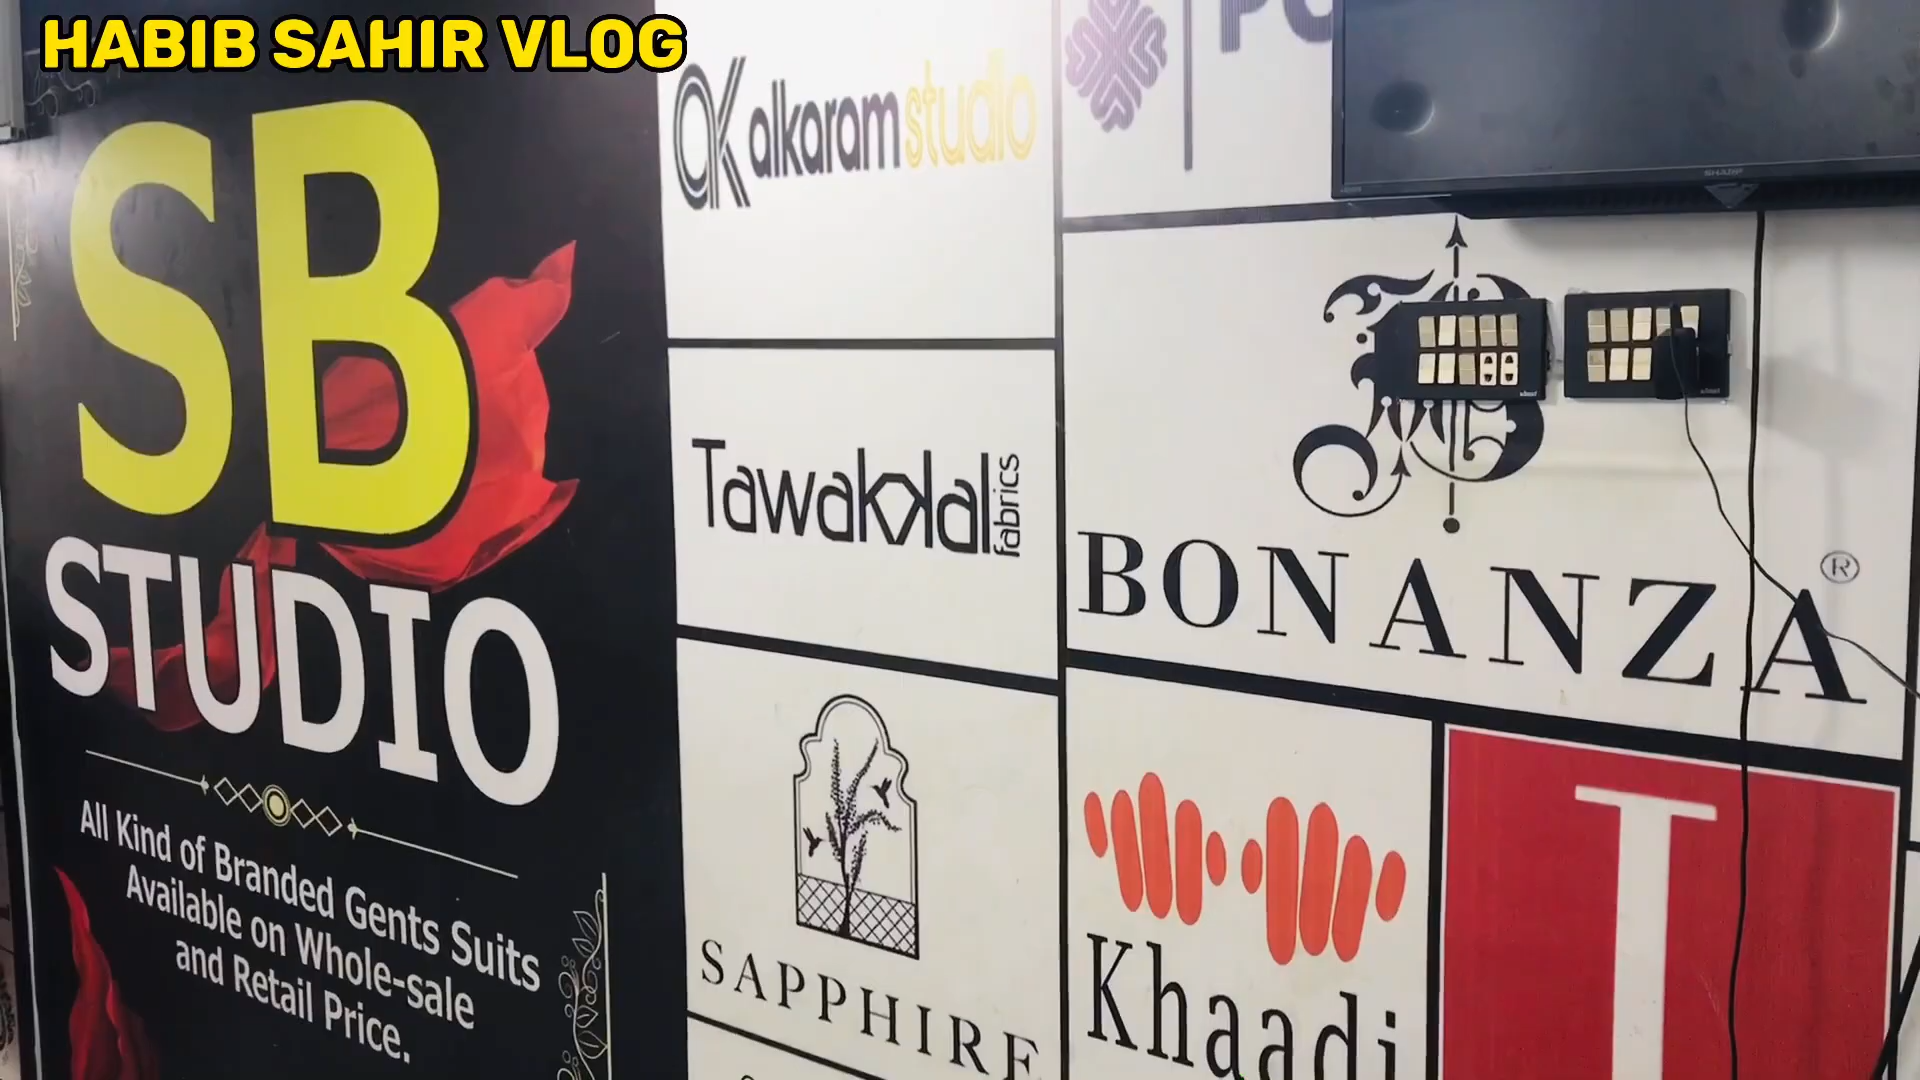 HABIB SAHIR VLOG
SB
STUDIO
All Kind of Branded Gents Suits
Available on Whole-sale
and Retail Price.
alkaram studio
Tawakkal fabrics
SAPPHIRE
SHARP
BONANZA
®
Khaadi